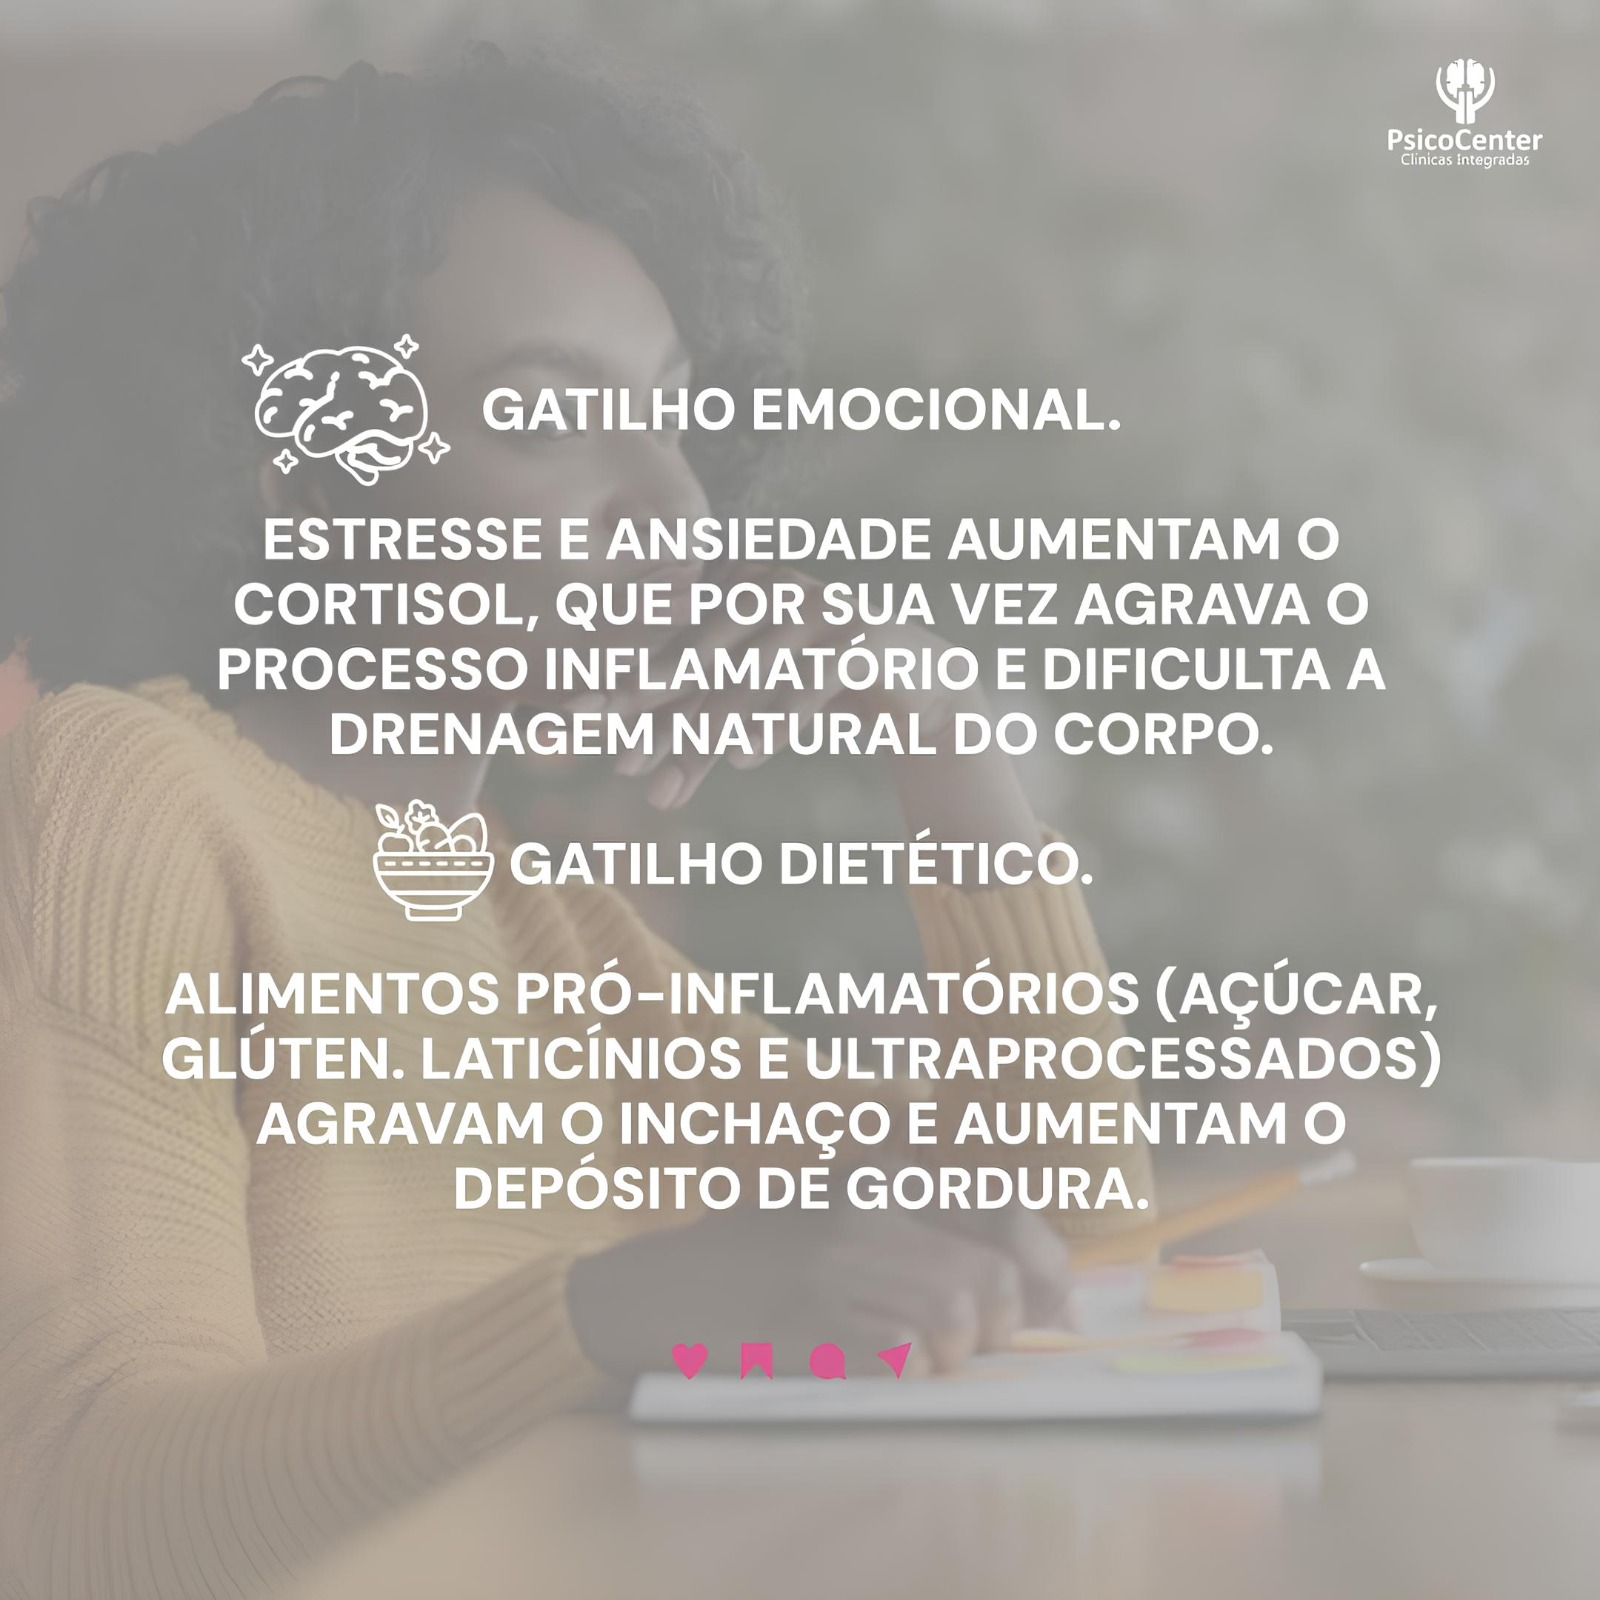 PsicoCenter
Clínicas Integradas
GATILHO EMOCIONAL.
ESTRESSE E ANSIEDADE AUMENTAM O
CORTISOL, QUE POR SUA VEZ AGRAVA O
PROCESSO INFLAMATÓRIO E DIFICULTA A
DRENAGEM NATURAL DO CORPO.
GATILHO DIETÉTICO.
ALIMENTOS PRÓ-INFLAMATÓRIOS (AÇÚCAR,
GLÚTEN. LATICÍNIOS E ULTRAPROCESSADOS)
AGRAVAM O INCHAÇO E AUMENTAM O
DEPÓSITO DE GORDURA.